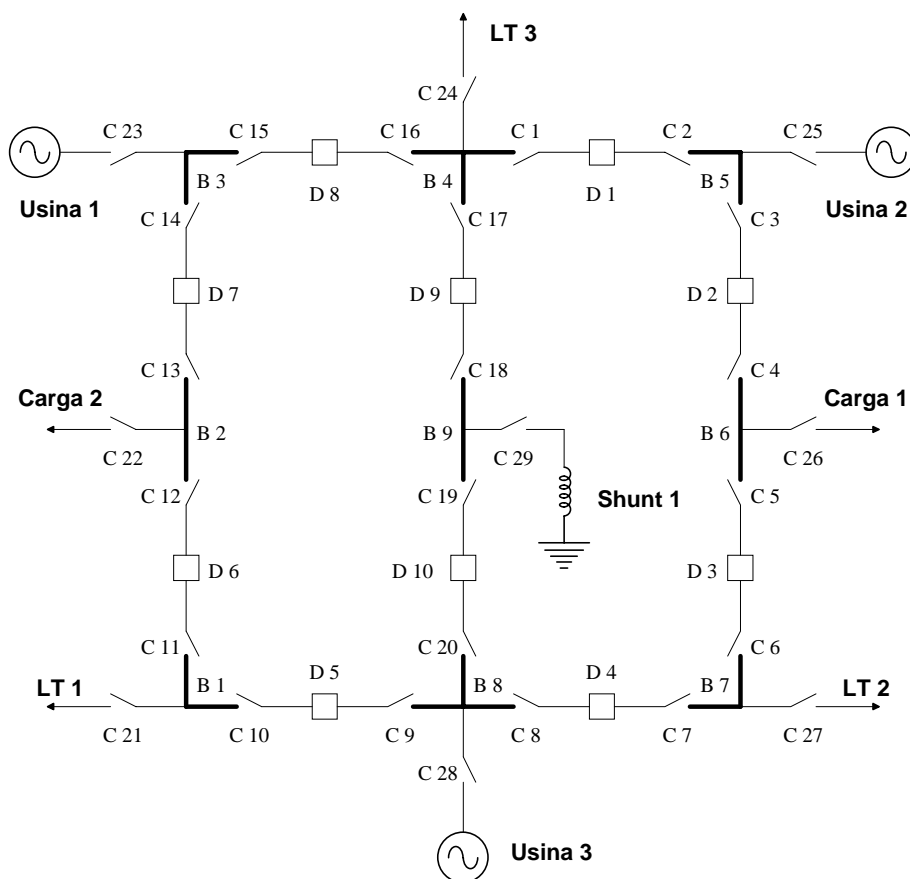 LT 3
C 24
C 23
C 15
C 16
C 1
C 2
C 25
B 3
B 4
B 5
D 8
D 1
Usina 1
Usina 2
C 14
C 17
C 3
D 7
D 9
D 2
C 13
C 18
C 4
Carga 2
Carga 1
B 2
B 9
B 6
C 22
C 29
C 26
C 12
C 19
C 5
Shunt 1
D 6
D 10
D 3
C 11
C 20
C 6
D 5
D 4
LT 1
B 1
B 8
B 7
LT 2
C 21
C 10
C 9
C 8
C 7
C 27
C 28
Usina 3